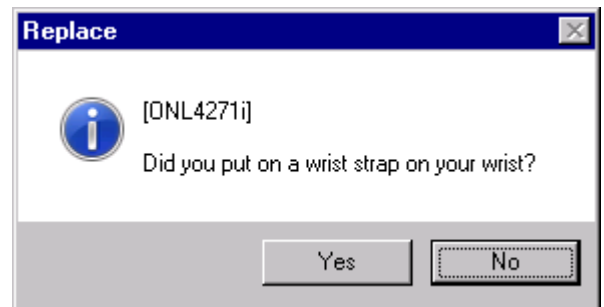 Replace
[ONL4271i]
Did you put on a wrist strap on your wrist?
Yes No